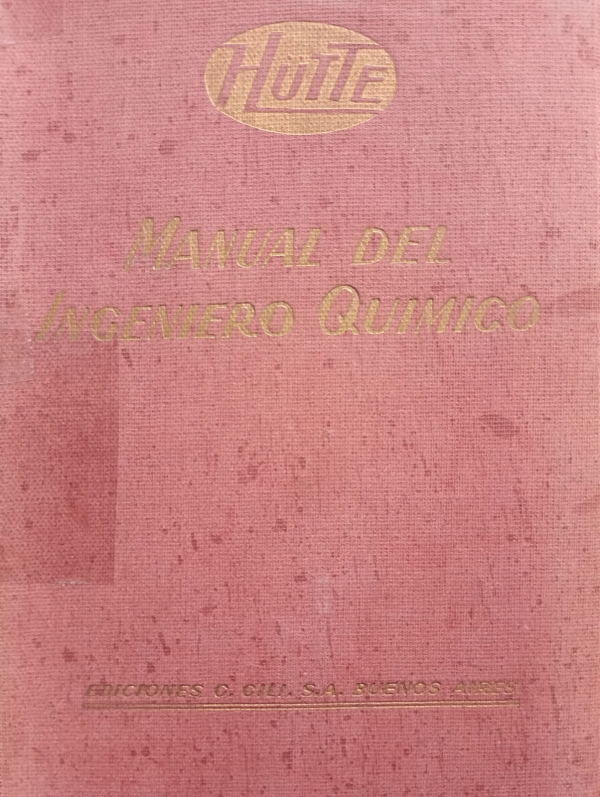 HÜTTE
MANUAL DEL
INGENIERO QUIMICO
EDICIONES G. GILI, S.A. BUENOS AIRES